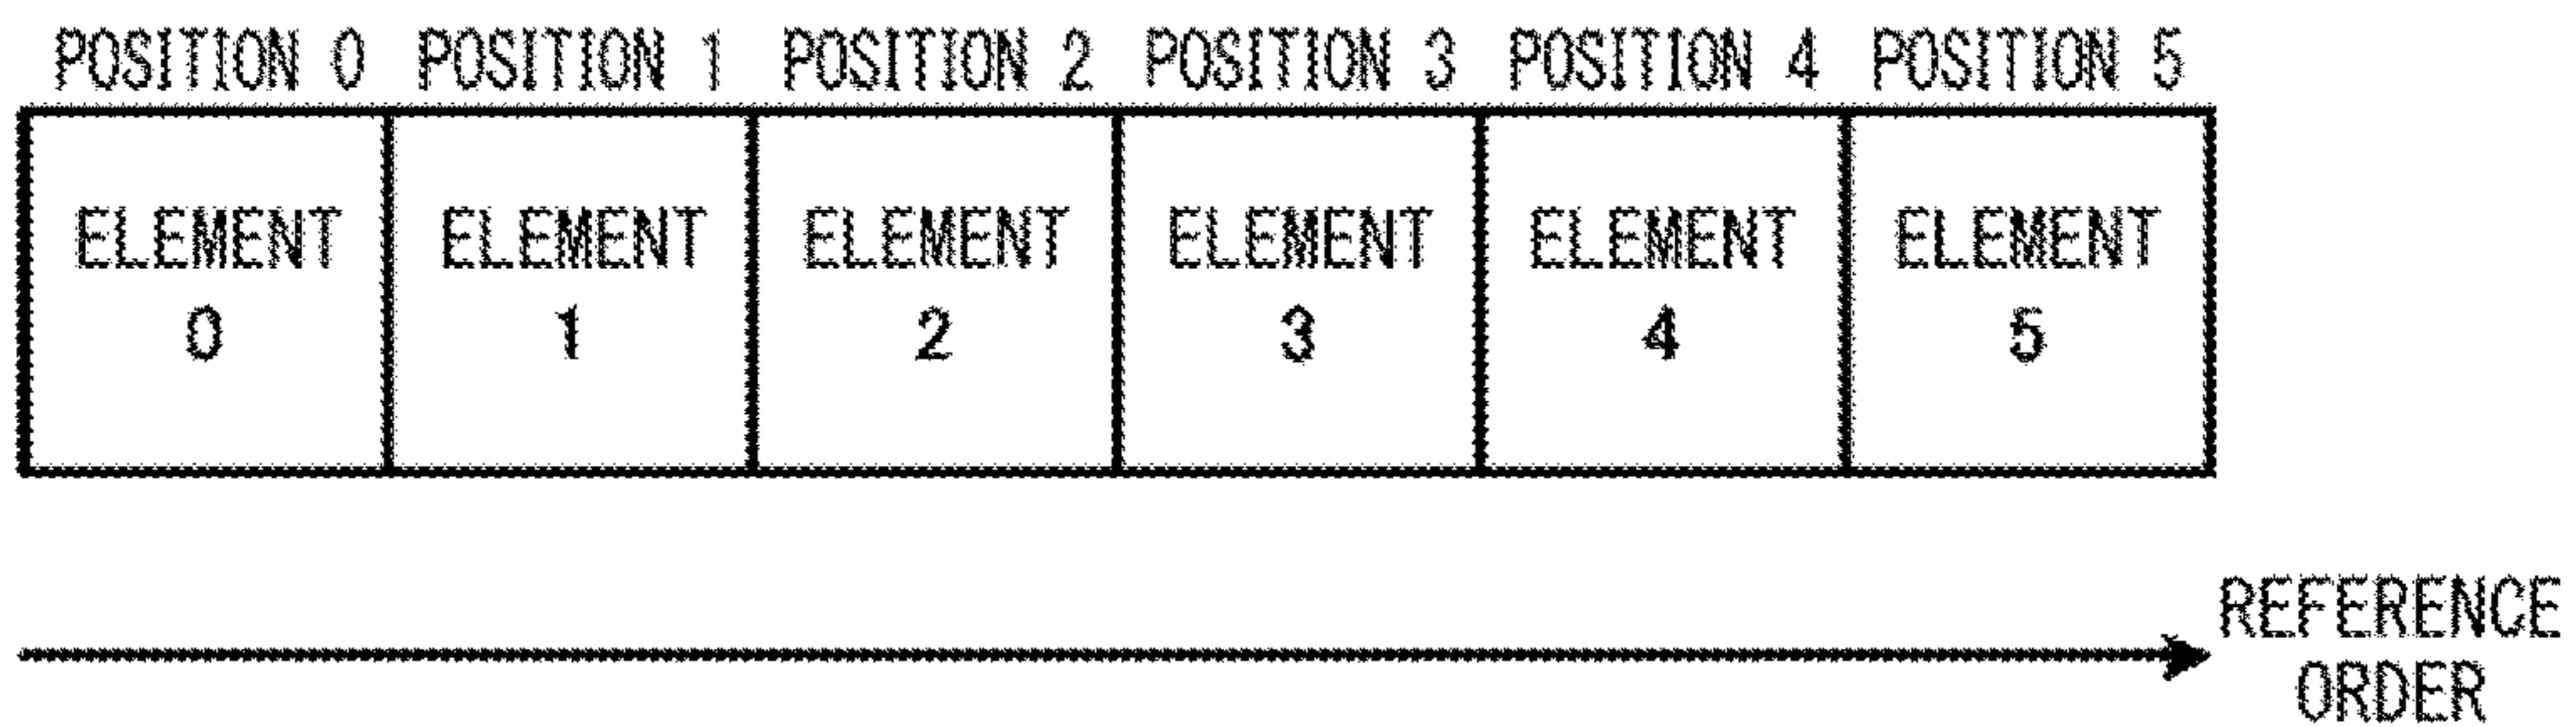 POSITION 0 POSITION 1 POSITION 2 POSITION 3 POSITION 4 POSITION 5
ELEMENT 0
ELEMENT 1
ELEMENT 2
ELEMENT 3
ELEMENT 4
ELEMENT 5
REFERENCE
ORDER